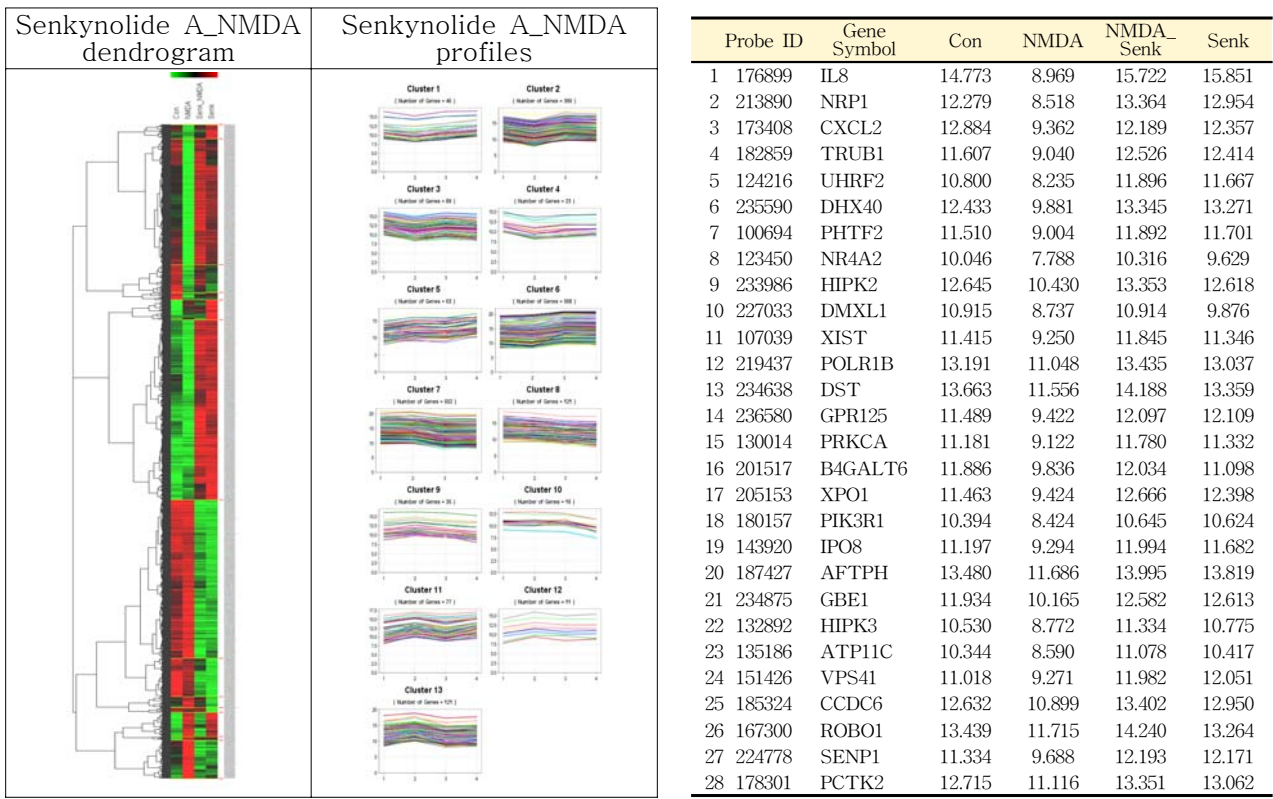 Senkynolide A_NMDA
dendrogram
Senkynolide A_NMDA
profiles
Con
NMDA
Senk_NMDA
Senk
Cluster 1
Cluster 2
Cluster 3
Cluster 4
Cluster 5
Cluster 6
Cluster 7
Cluster 8
Cluster 9
Cluster 10
Cluster 11
Cluster 12
Cluster 13
Probe ID Gene Symbol Con NMDA NMDA_Senk Senk
1 176899 IL8 14.773 8.969 15.722 15.851
2 213890 NRP1 12.279 8.518 13.364 12.954
3 173408 CXCL2 12.884 9.362 12.189 12.357
4 182859 TRUB1 11.607 9.040 12.526 12.414
5 124216 UHRF2 10.800 8.235 11.896 11.667
6 235590 DHX40 12.433 9.881 13.345 13.271
7 100694 PHTF2 11.510 9.004 11.892 11.701
8 123450 NR4A2 10.046 7.788 10.316 9.629
9 233986 HIPK2 12.645 10.430 13.353 12.618
10 227033 DMXL1 10.915 8.737 10.914 9.876
11 107039 XIST 11.415 9.250 11.845 11.346
12 219437 POLR1B 13.191 11.048 13.435 13.037
13 234638 DST 13.663 11.556 14.188 13.359
14 236580 GPR125 11.489 9.422 12.097 12.109
15 130014 PRKCA 11.181 9.122 11.780 11.332
16 201517 B4GALT6 11.886 9.836 12.034 11.098
17 205153 XPO1 11.463 9.424 12.666 12.398
18 180157 PIK3R1 10.394 8.424 10.645 10.624
19 143920 IPO8 11.197 9.294 11.994 11.682
20 187427 AFTPH 13.480 11.686 13.995 13.819
21 234875 GBE1 11.934 10.165 12.582 12.613
22 132892 HIPK3 10.530 8.772 11.334 10.775
23 135186 ATP11C 10.344 8.590 11.078 10.417
24 151426 VPS41 11.018 9.271 11.982 12.051
25 185324 CCDC6 12.632 10.899 13.402 12.950
26 167300 ROBO1 13.439 11.715 14.240 13.264
27 224778 SENP1 11.334 9.688 12.193 12.171
28 178301 PCTK2 12.715 11.116 13.351 13.062